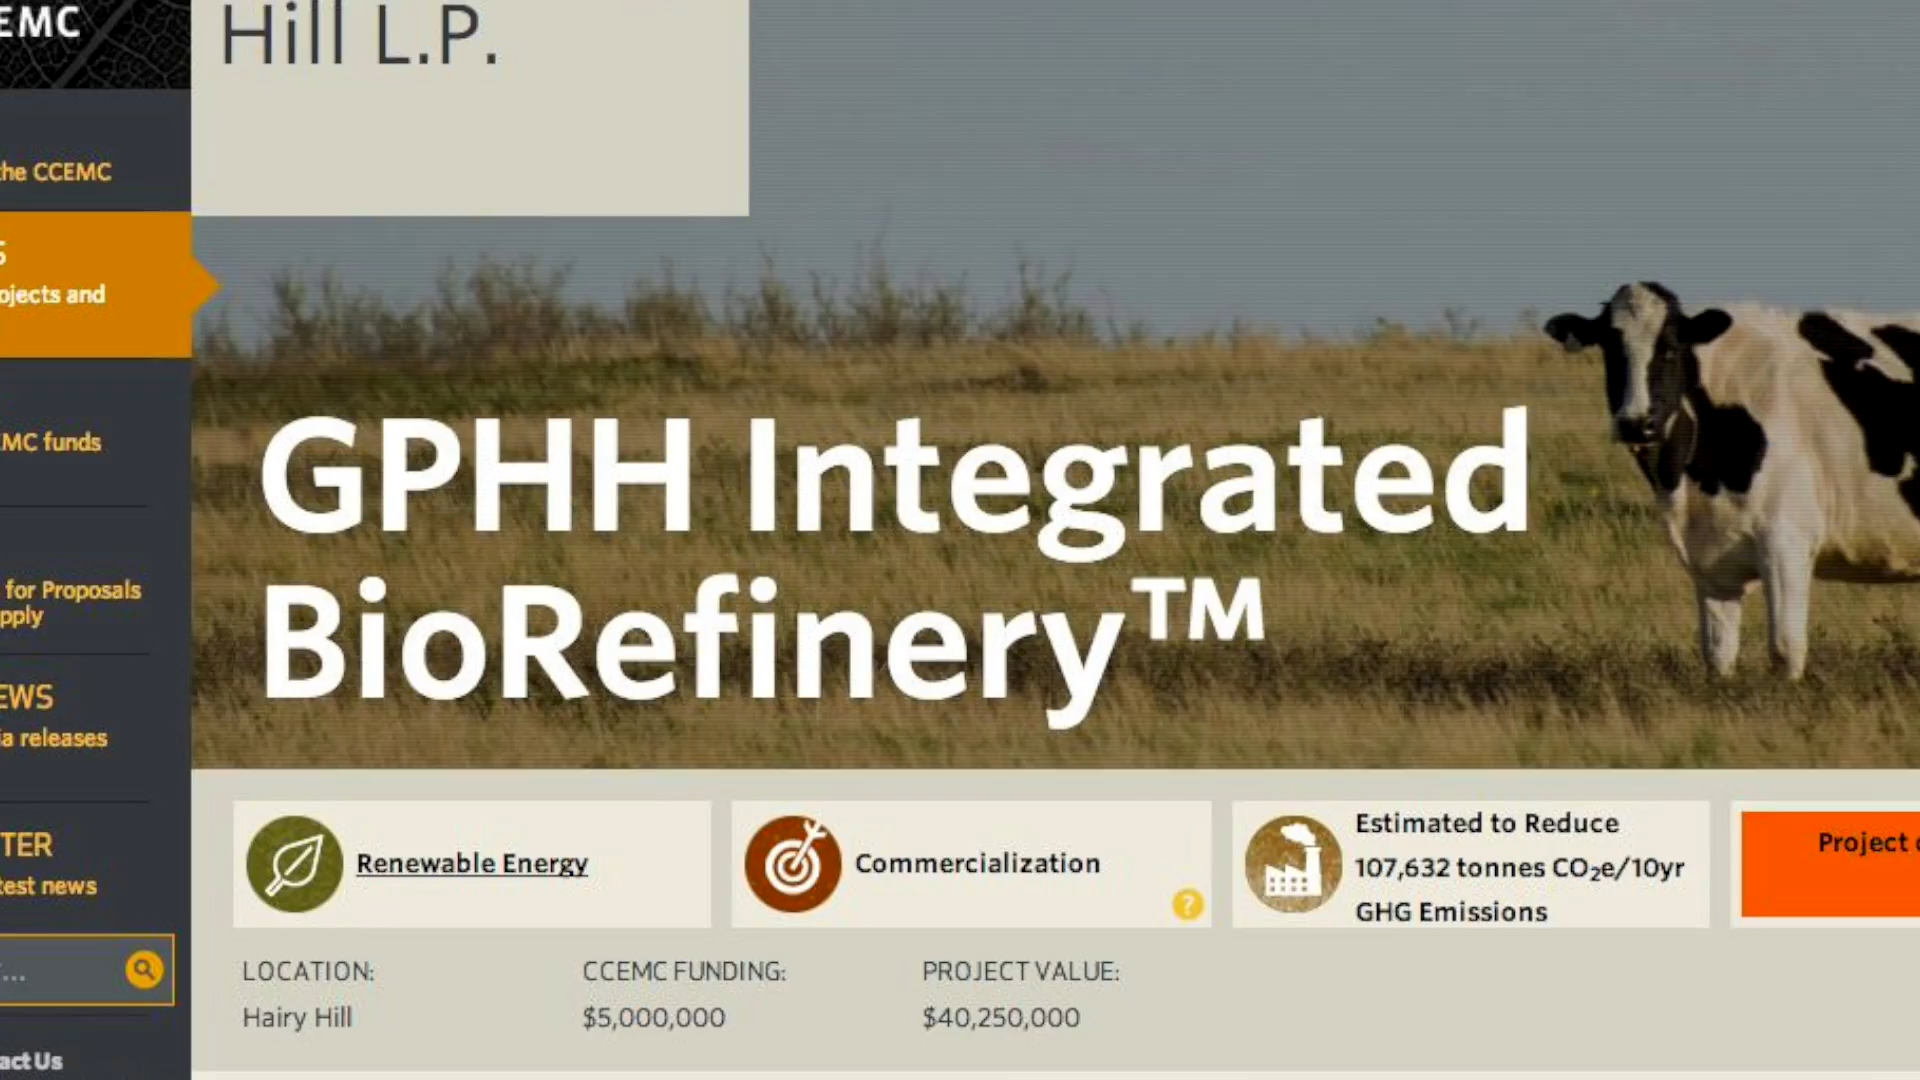 EMC
Hill L.P.
the CCEMC
ojects and
MC funds
for Proposals
pply
EWS
ia releases
TER
test news
...
act Us
GPHH Integrated
BioRefinery™
Renewable Energy
Commercialization
?
Estimated to Reduce
107,632 tonnes CO₂e/10yr
GHG Emissions
Project
LOCATION:
Hairy Hill
CCEMC FUNDING:
$5,000,000
PROJECT VALUE:
$40,250,000